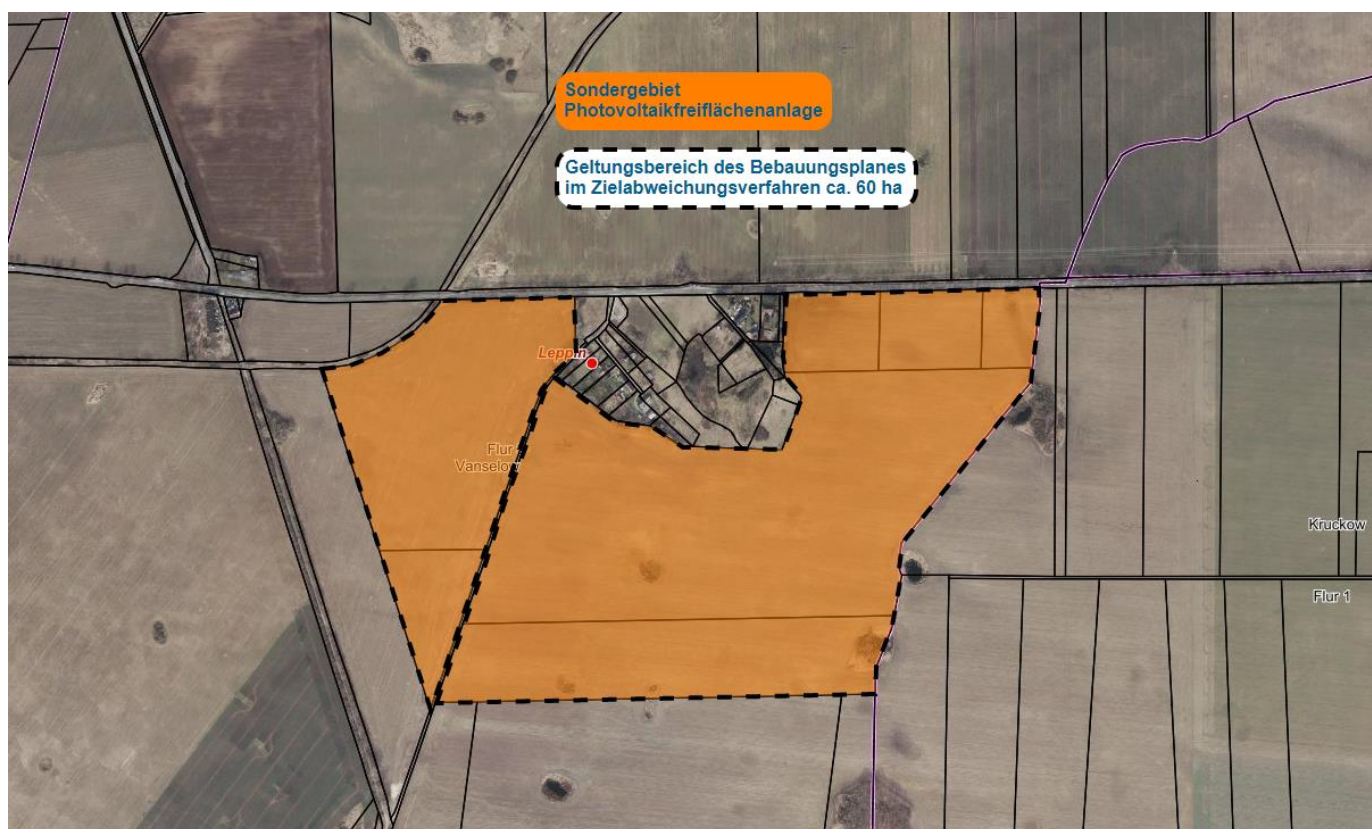 Sondergebiet
Photovoltaikfreiflächenanlage
Geltungsbereich des Bebauungsplanes
im Zielabweichungsverfahren ca. 60 ha
Leppin
Flur
Vanselow
Kruckow
Flur 1